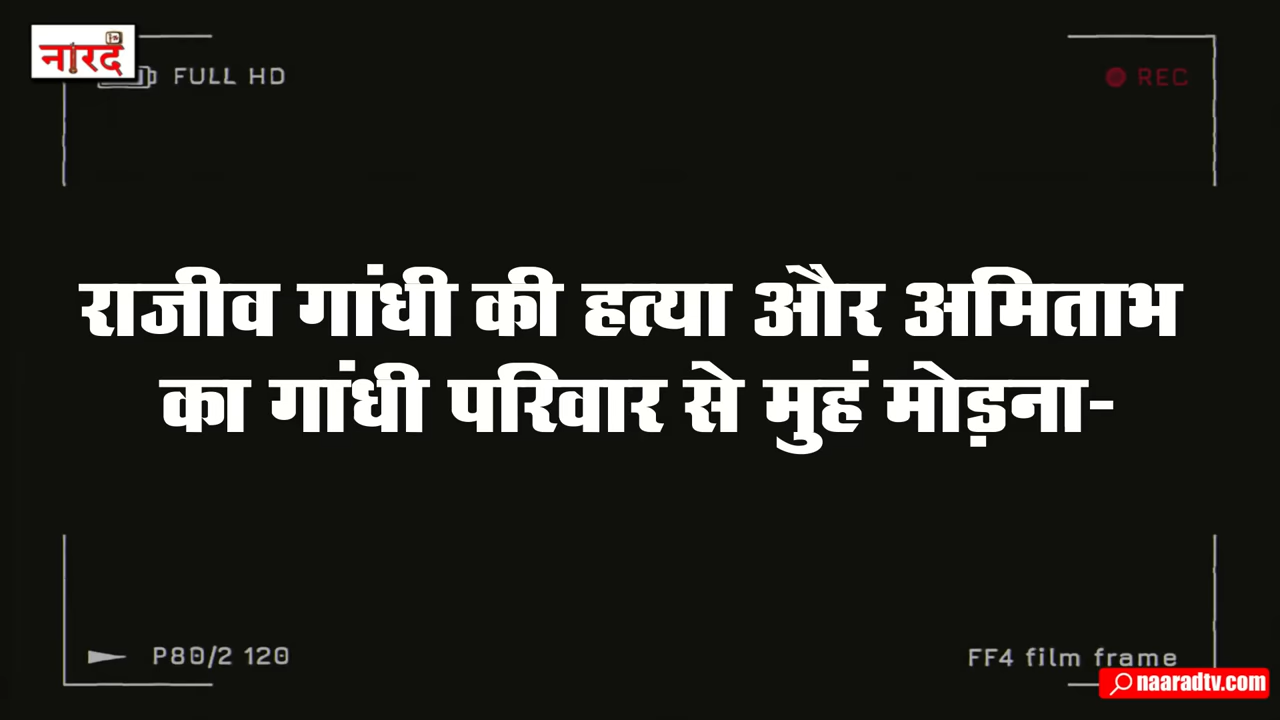 नारद
FULL HD
REC
राजीव गांधी की हत्या और अमिताभ
का गांधी परिवार से मुहं मोड़ना-
P80/2 120
FF4 film frame
naaradtv.com